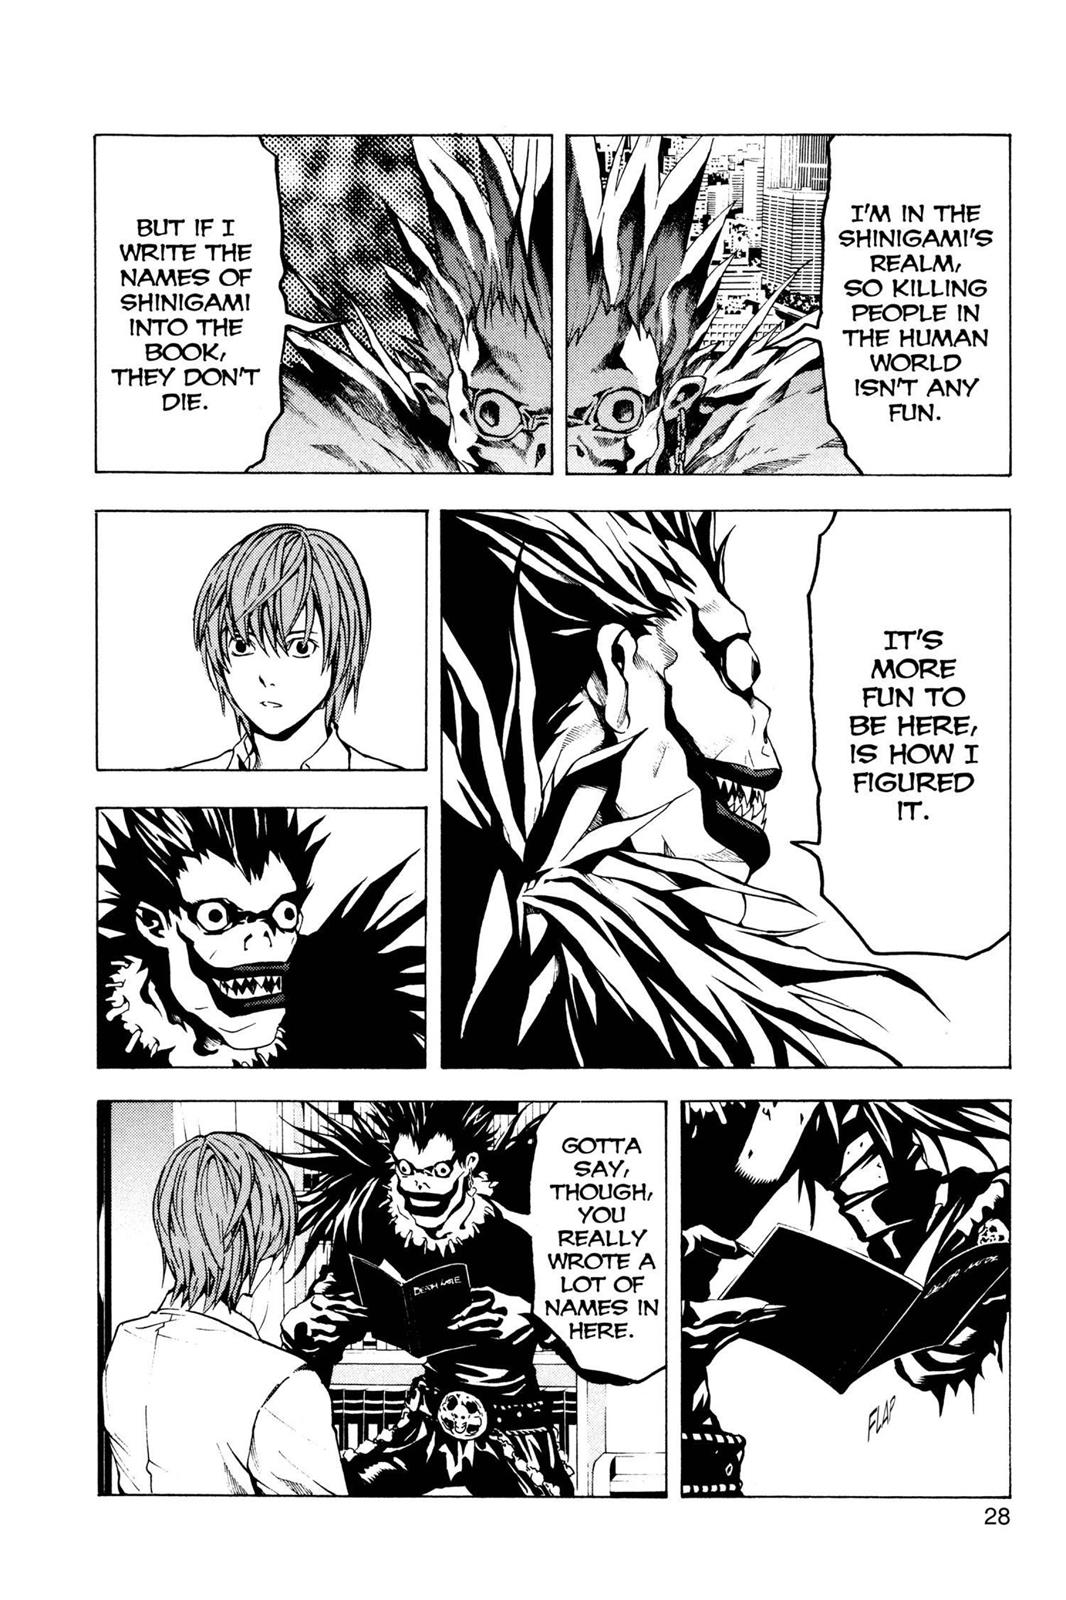 I'M IN THE
SHINIGAMI'S
REALM,
SO KILLING
PEOPLE IN
THE HUMAN
WORLD
ISN'T ANY
FUN.
BUT IF I
WRITE THE
NAMES OF
SHINIGAMI
INTO THE
BOOK,
THEY DON'T
DIE.
IT'S
MORE
FUN TO
BE HERE,
IS HOW I
FIGURED
IT.
FLAP
DEATH NOTE
GOTTA
SAY,
THOUGH,
YOU
REALLY
WROTE A
LOT OF
NAMES IN
HERE.
DEATH NOTE
28